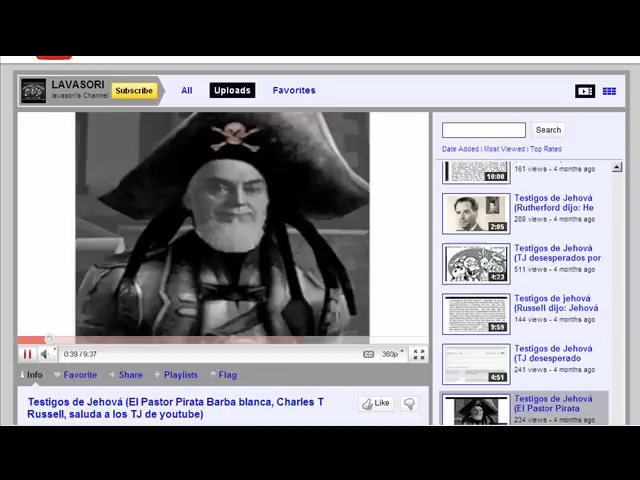 LAVASORI
lavasori's Channel
Subscribe
All
Uploads
Favorites
Search
Date Added | Most Viewed | Top Rated
161 views - 4 months ago
10:00
Testigos de Jehová
(Rutherford dijo: He
289 views - 4 months ago
2:05
Testigos de Jehová
(TJ desesperados por
511 views - 4 months ago
4:23
Testigos de jehová
(Russell dijo: Jehová
144 views - 4 months ago
9:59
Testigos de Jehová
(TJ desesperado
241 views - 4 months ago
4:51
Testigos de Jehová
(El Pastor Pirata
234 views - 4 months ago
0:39 / 9:37
CC
360p
Info
Favorite
Share
Playlists
Flag
Testigos de Jehová (El Pastor Pirata Barba blanca, Charles T
Russell, saluda a los TJ de youtube)
Like